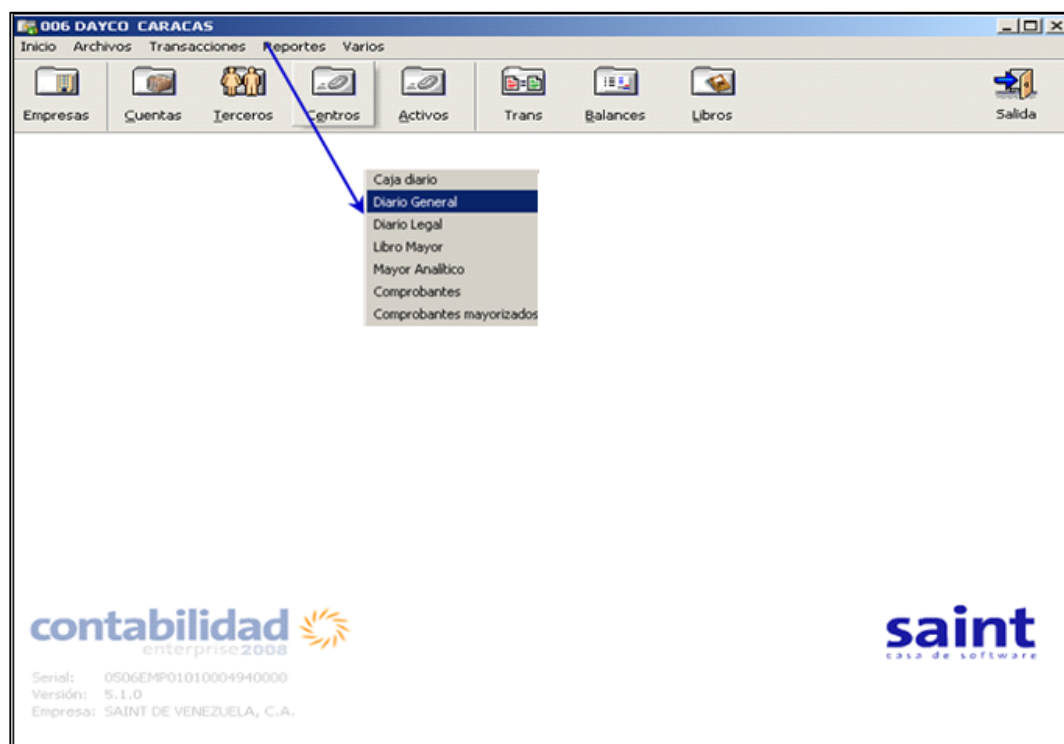 006 DAYCO CARACAS
Inicio Archivos Transacciones Reportes Varios
Empresas Cuentas Terceros Centros Activos Trans Balances Libros Salida
Caja diario
Diario General
Diario Legal
Libro Mayor
Mayor Analítico
Comprobantes
Comprobantes mayorizados
contabilidad
enterprise2008
saint
casa de software
Serial: 0506EMP01010004940000
Versión: 5.1.0
Empresa: SAINT DE VENEZUELA, C.A.